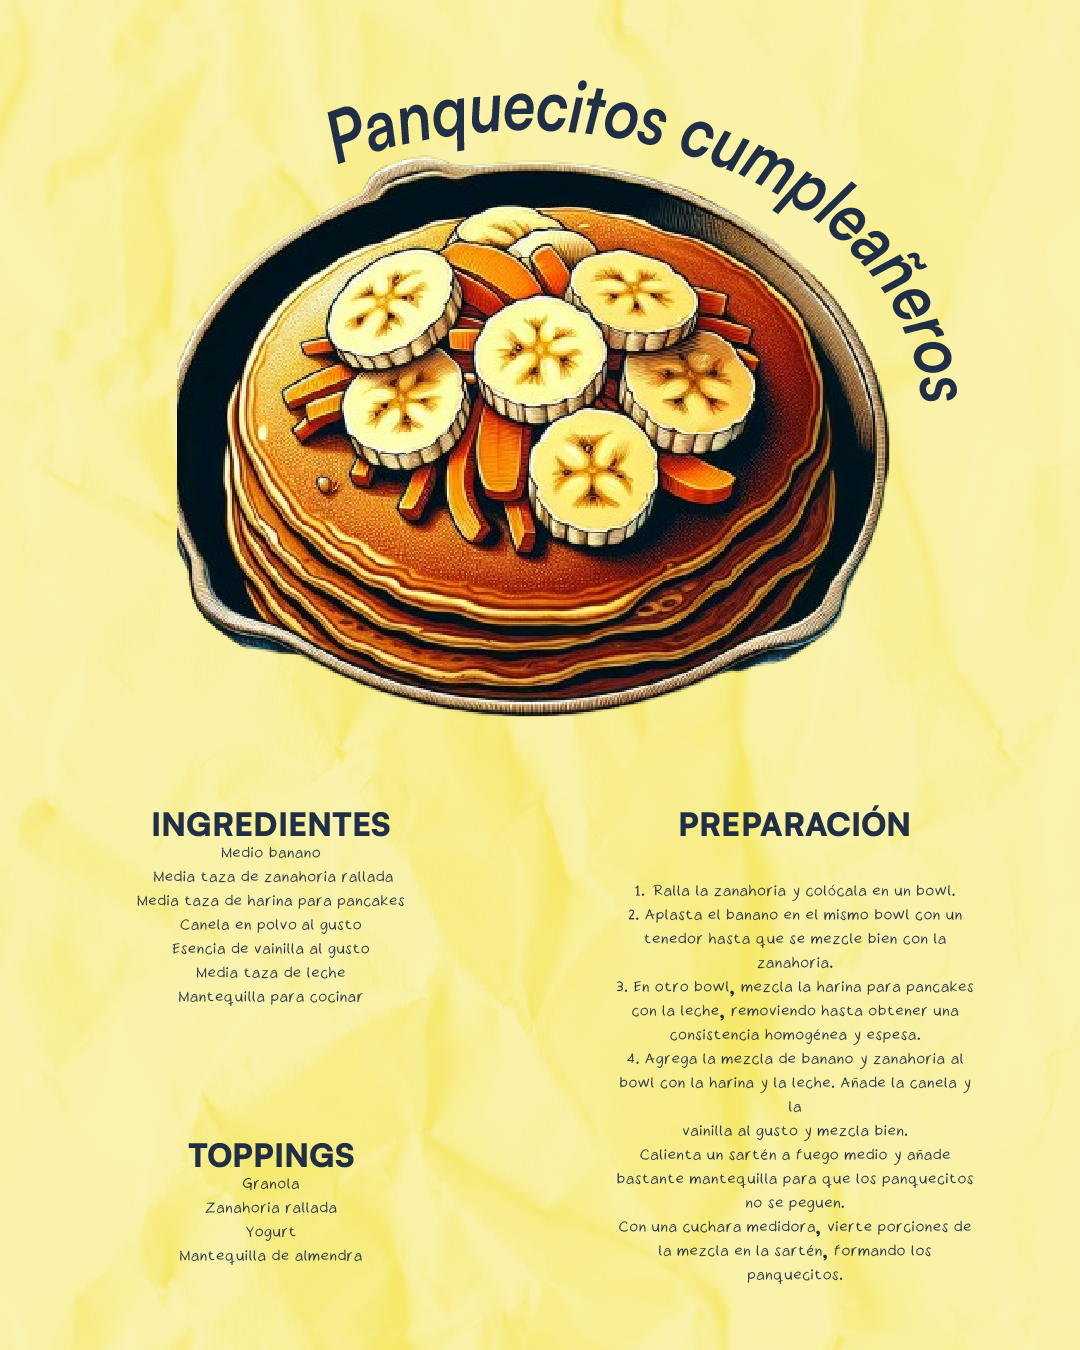 Panquecitos cumpleañeros
INGREDIENTES
Medio banano
Media taza de zanahoria rallada
Media taza de harina para pancakes
Canela en polvo al gusto
Esencia de vainilla al gusto
Media taza de leche
Mantequilla para cocinar
TOPPINGS
Granola
Zanahoria rallada
Yogurt
Mantequilla de almendra
PREPARACIÓN
1. Ralla la zanahoria y colócala en un bowl.
2. Aplasta el banano en el mismo bowl con un
tenedor hasta que se mezcle bien con la
zanahoria.
3. En otro bowl, mezcla la harina para pancakes
con la leche, removiendo hasta obtener una
consistencia homogénea y espesa.
4. Agrega la mezcla de banano y zanahoria al
bowl con la harina y la leche. Añade la canela y
la
vainilla al gusto y mezcla bien.
Calienta un sartén a fuego medio y añade
bastante mantequilla para que los panquecitos
no se peguen.
Con una cuchara medidora, vierte porciones de
la mezcla en la sartén, formando los
panquecitos.